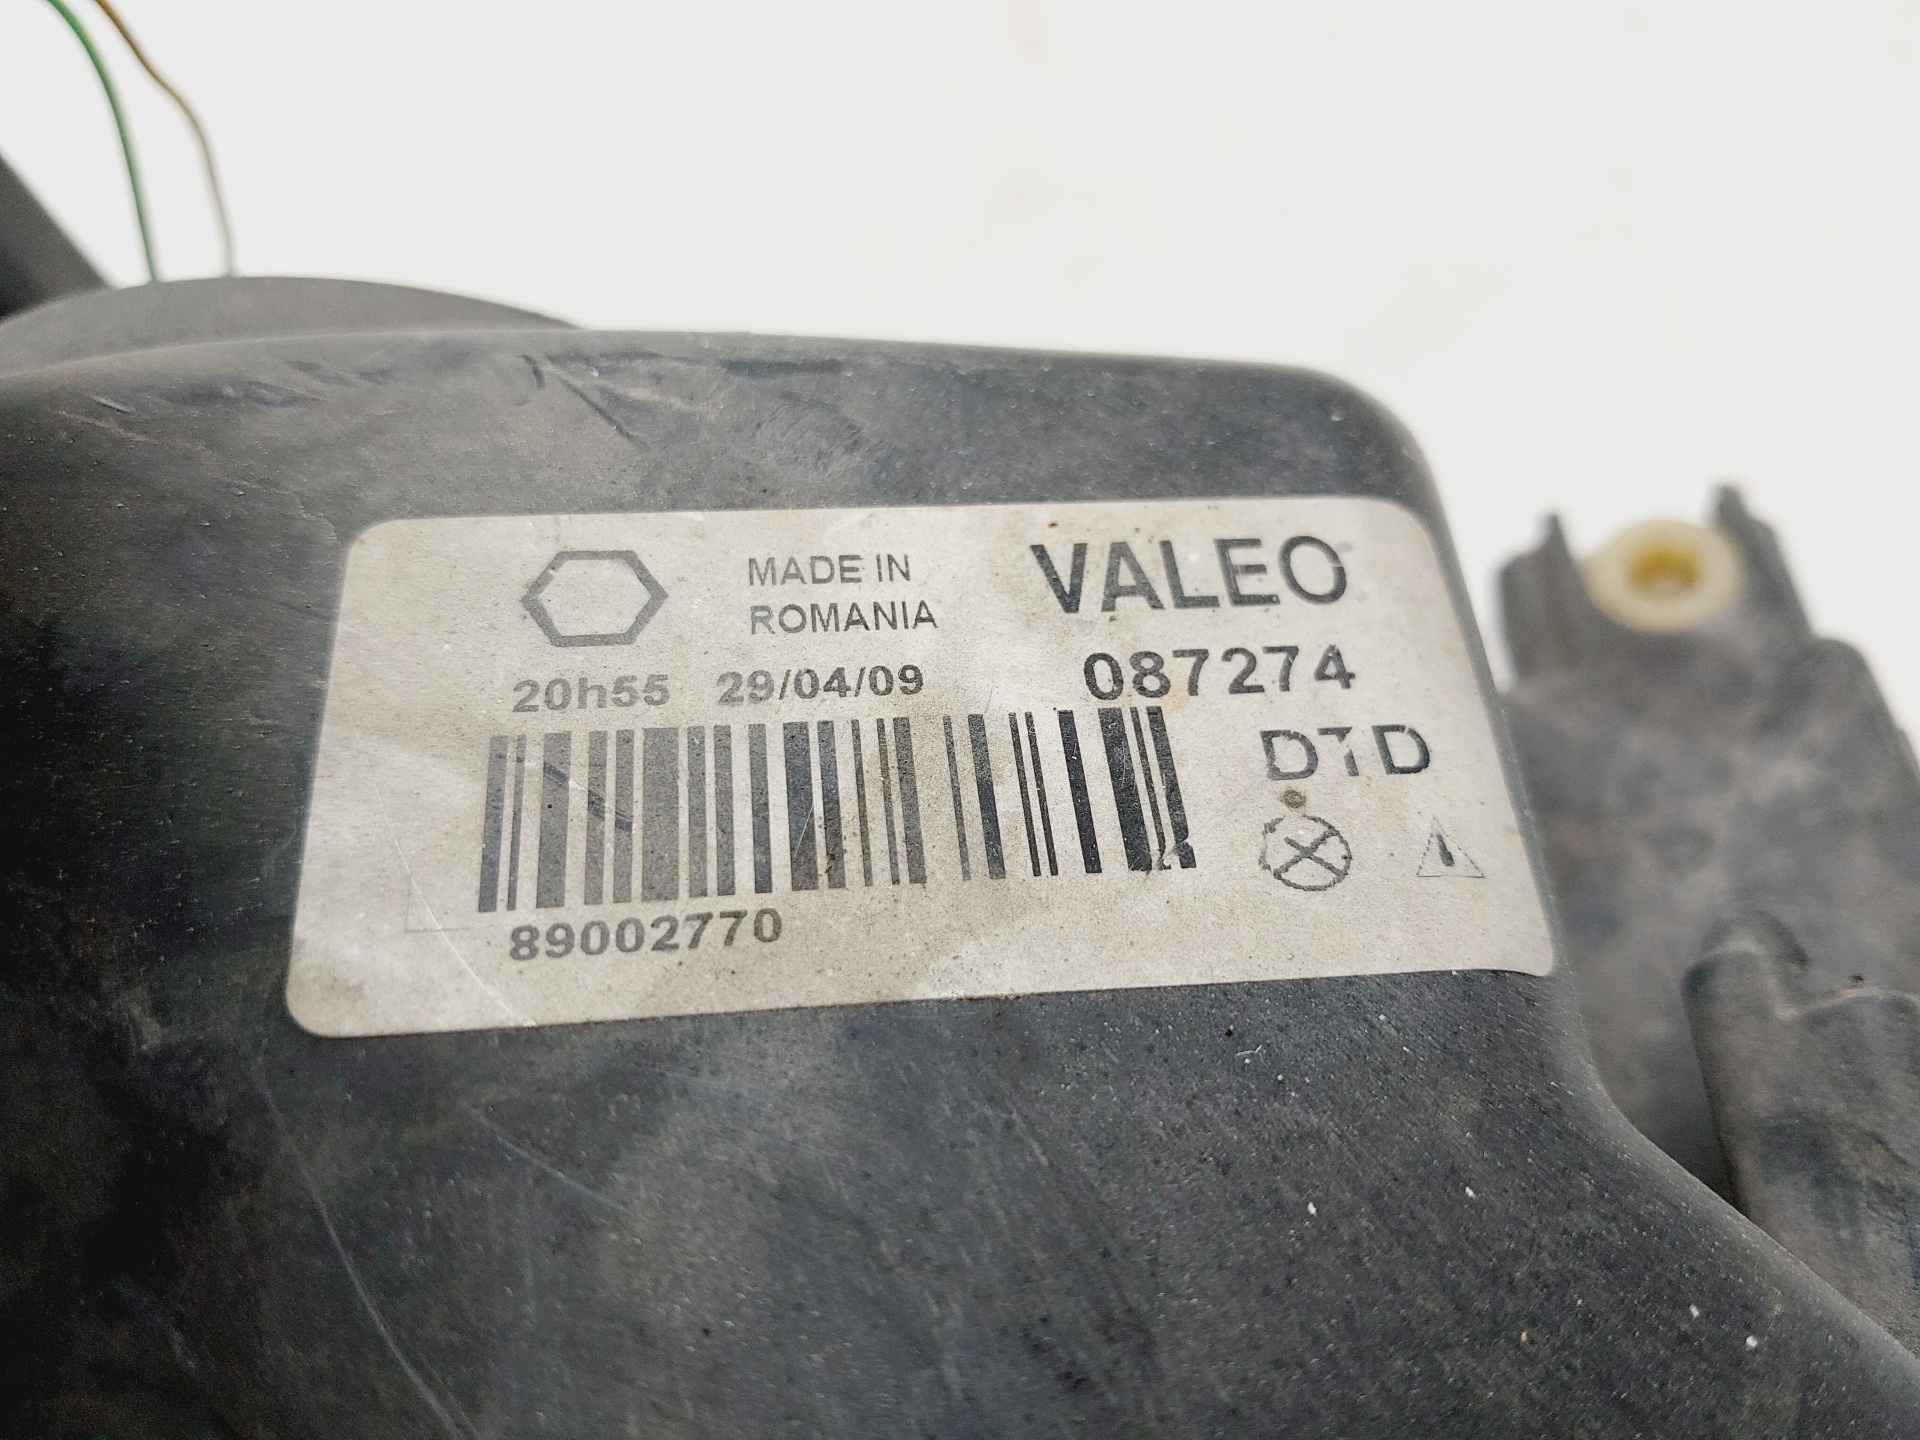 MADE IN
ROMANIA
VALEO
20h55 29/04/09
087274
DTD
89002770